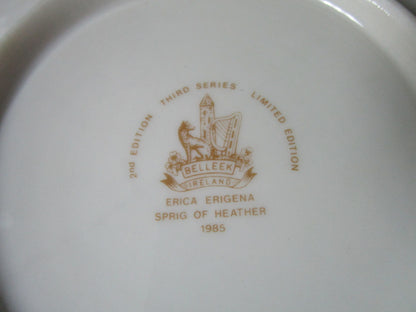 2nd EDITION THIRD SERIES LIMITED EDITION
BELLEEK
IRELAND
ERICA ERIGENA
SPRIG OF HEATHER
1985